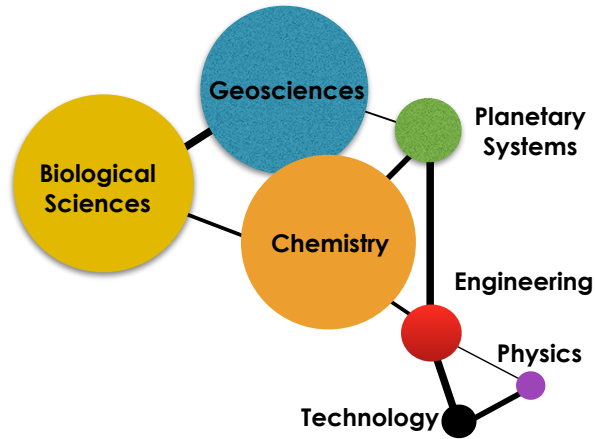 Geosciences
Planetary
Systems
Biological
Sciences
Chemistry
Engineering
Physics
Technology